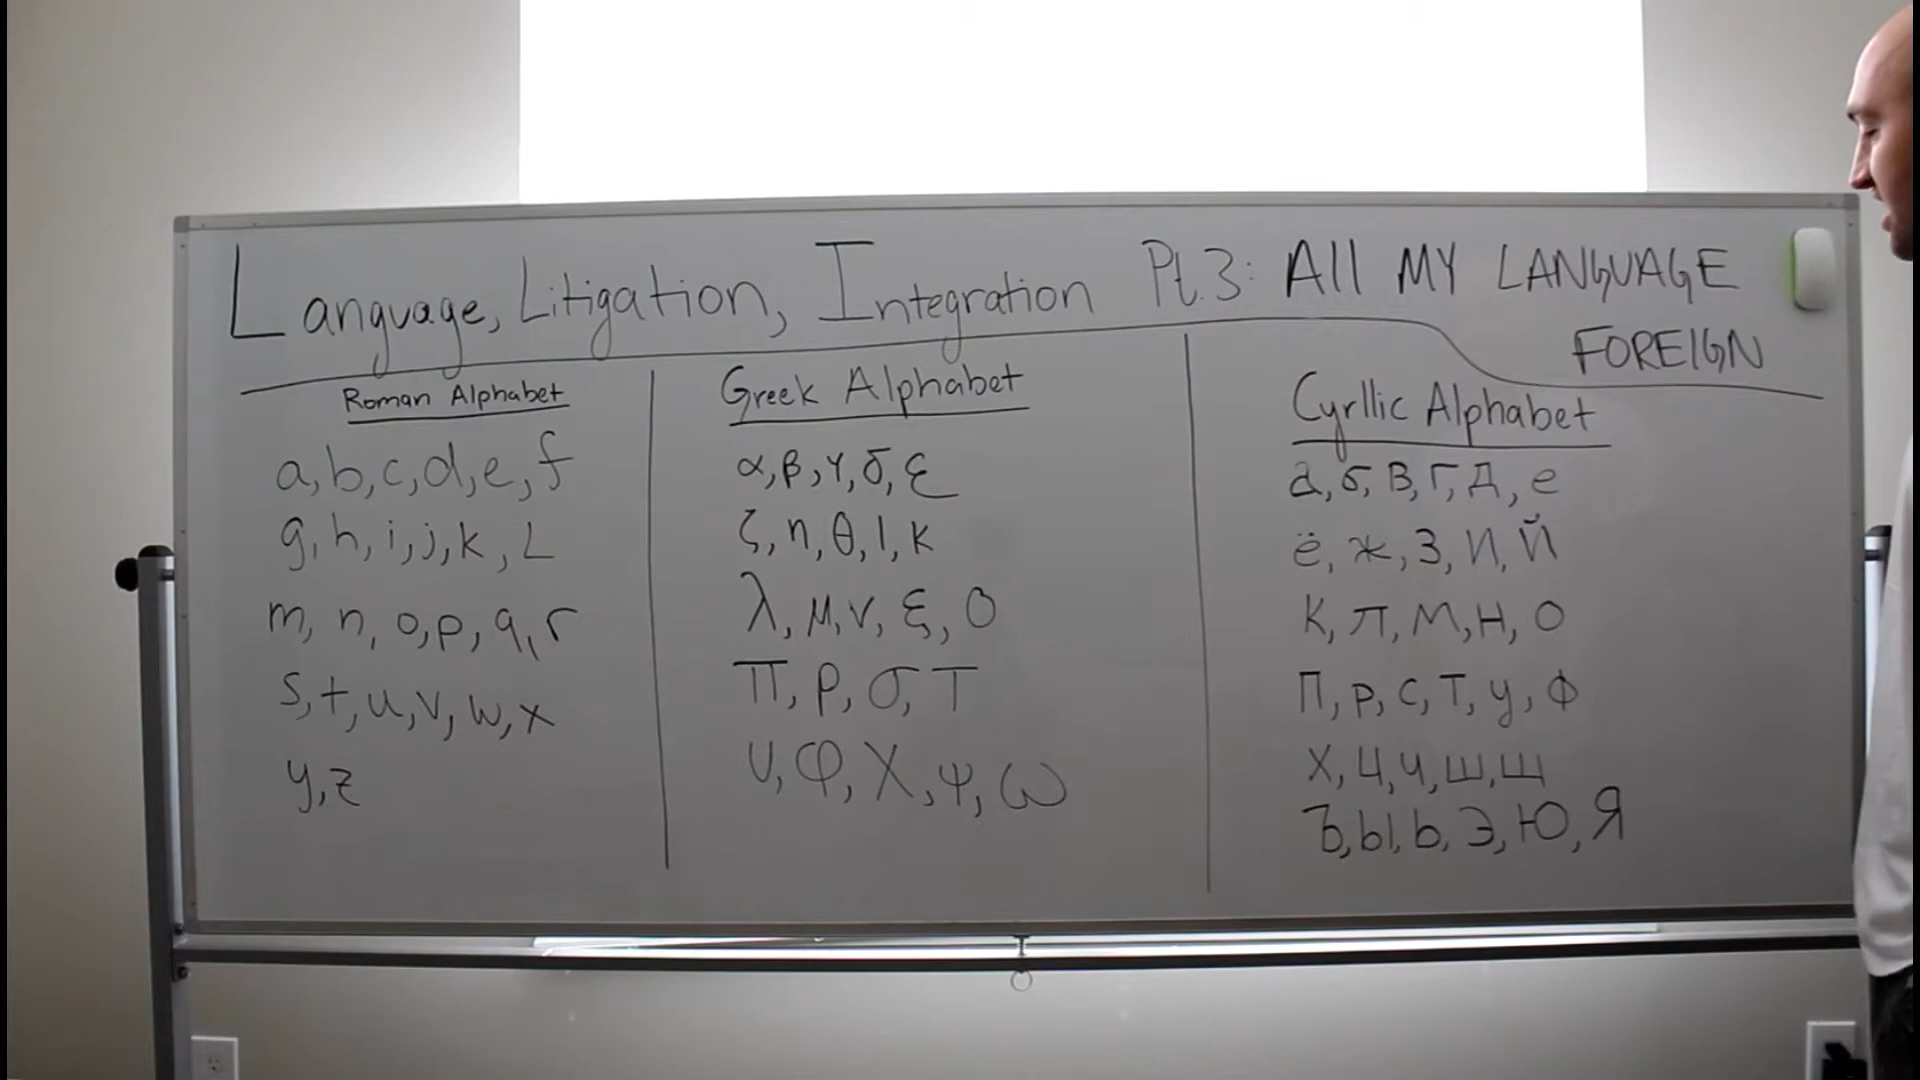 Language, Litigation, Integration Pt.3: All MY LANGUAGE
FOREIGN
Roman Alphabet
a, b, c, d, e, f
g, h, i, j, k, L
m, n, o, p, q, r
s, t, u, v, w, x
y, z
Greek Alphabet
α, β, γ, δ, ε
ζ, η, θ, ι, κ
λ, μ, ν, ξ, ο
π, ρ, σ, τ
υ, φ, χ, ψ, ω
Cyrllic Alphabet
а, б, в, г, д, е
ё, ж, з, и, й
к, л, м, н, о
п, р, с, т, у, ф
х, ц, ч, ш, щ
ъ, ы, ь, э, ю, я